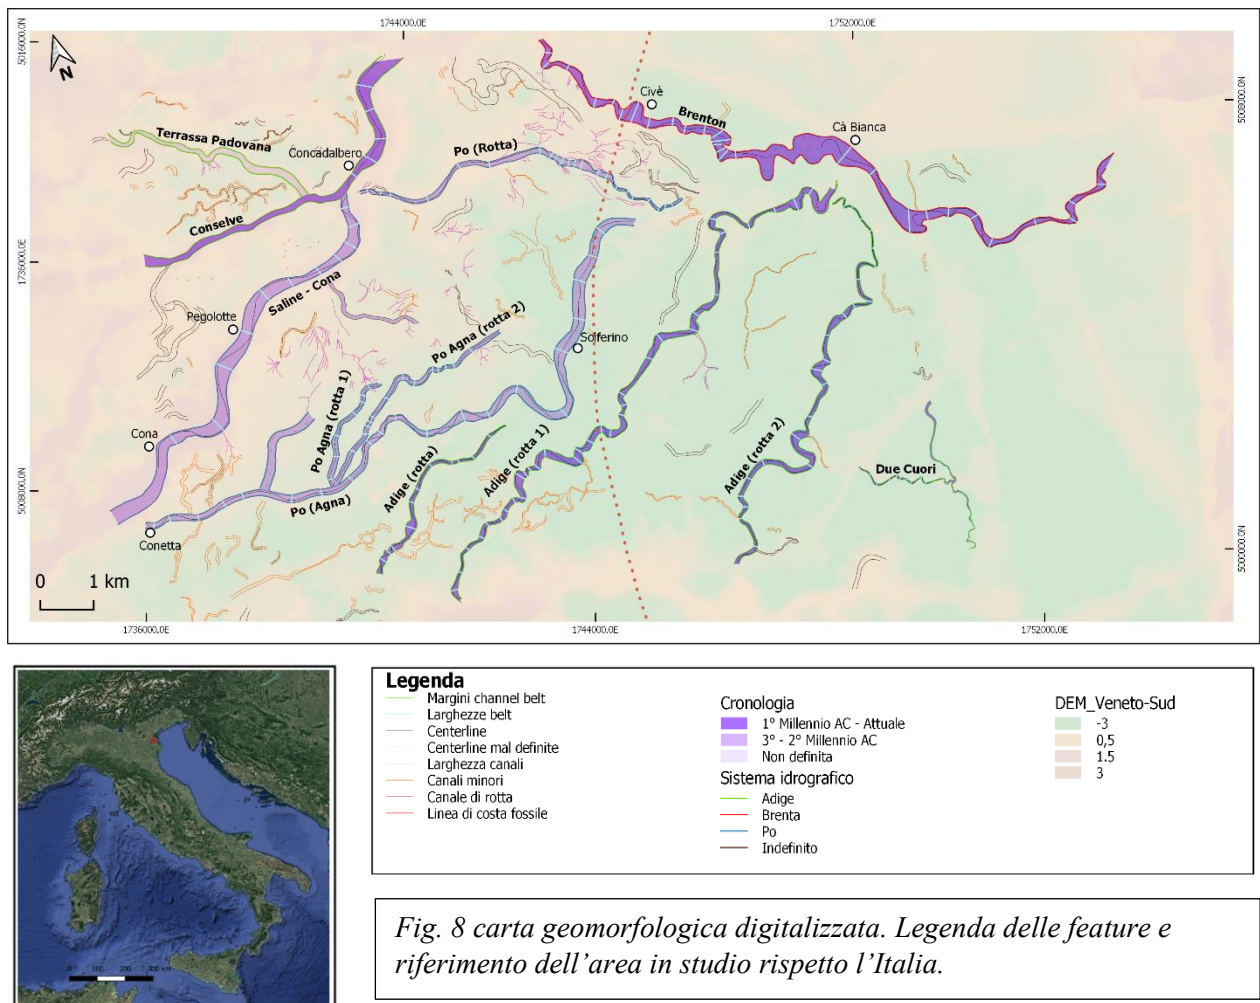 1744000.0E
1752000.0E
5016000.0N
5008000.0N
N
Civè
Brenton
Cà Bianca
Terrassa Padovana
Concadalbero
Po (Rotta)
Conselve
1736000.0E
Saline - Cona
Pegolotte
Po Agna (rotta 2)
Solferino
Po Agna (rotta 1)
Cona
Adige (rotta)
Adige (rotta 1)
Adige (rotta 2)
Due Cuori
5008000.0N
Po (Agna)
Conetta
5000000.0N
0 1 km
1736000.0E
1744000.0E
1752000.0E
Legenda
Margini channel belt
Larghezze belt
Centerline
Centerline mal definite
Larghezza canali
Canali minori
Canale di rotta
Linea di costa fossile
Cronologia
1° Millennio AC - Attuale
3° - 2° Millennio AC
Non definita
Sistema idrografico
Adige
Brenta
Po
Indefinito
DEM_Veneto-Sud
-3
0,5
1.5
3
0 100 200 300 km
Fig. 8 carta geomorfologica digitalizzata. Legenda delle feature e
riferimento dell'area in studio rispetto l'Italia.